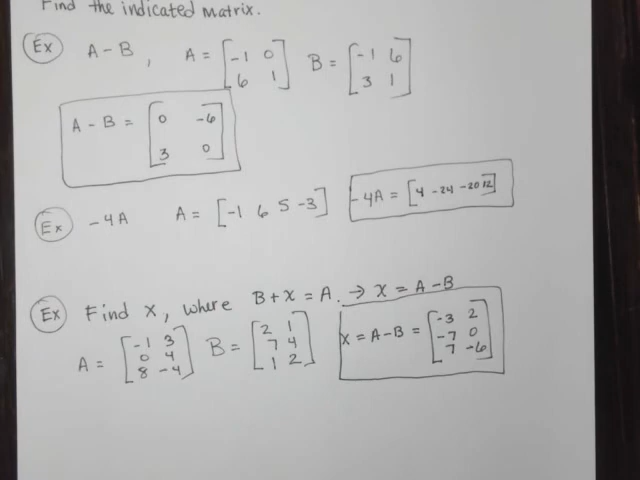 Find the indicated matrix.
Ex A - B , A = [-1 0
6 1] B = [-1 6
3 1]
A - B = [0 -6
3 0]
Ex -4A A = [-1 6 5 -3] -4A = [4 -24 -20 12]
Ex Find X, where B + X = A. → X = A - B
A = [-1 3
0 4
8 -4] B = [2 1
7 4
1 2] X = A - B = [-3 2
-7 0
7 -6]